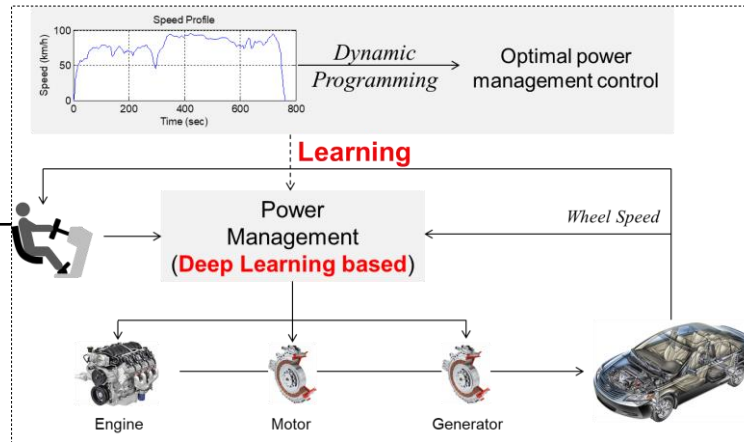 Speed Profile
100
50
0
0 200 400 600 800
Speed (km/h)
Time (sec)
Dynamic
Programming
Optimal power
management control
Learning
Power
Management
(Deep Learning based)
Wheel Speed
Engine
Motor
Generator